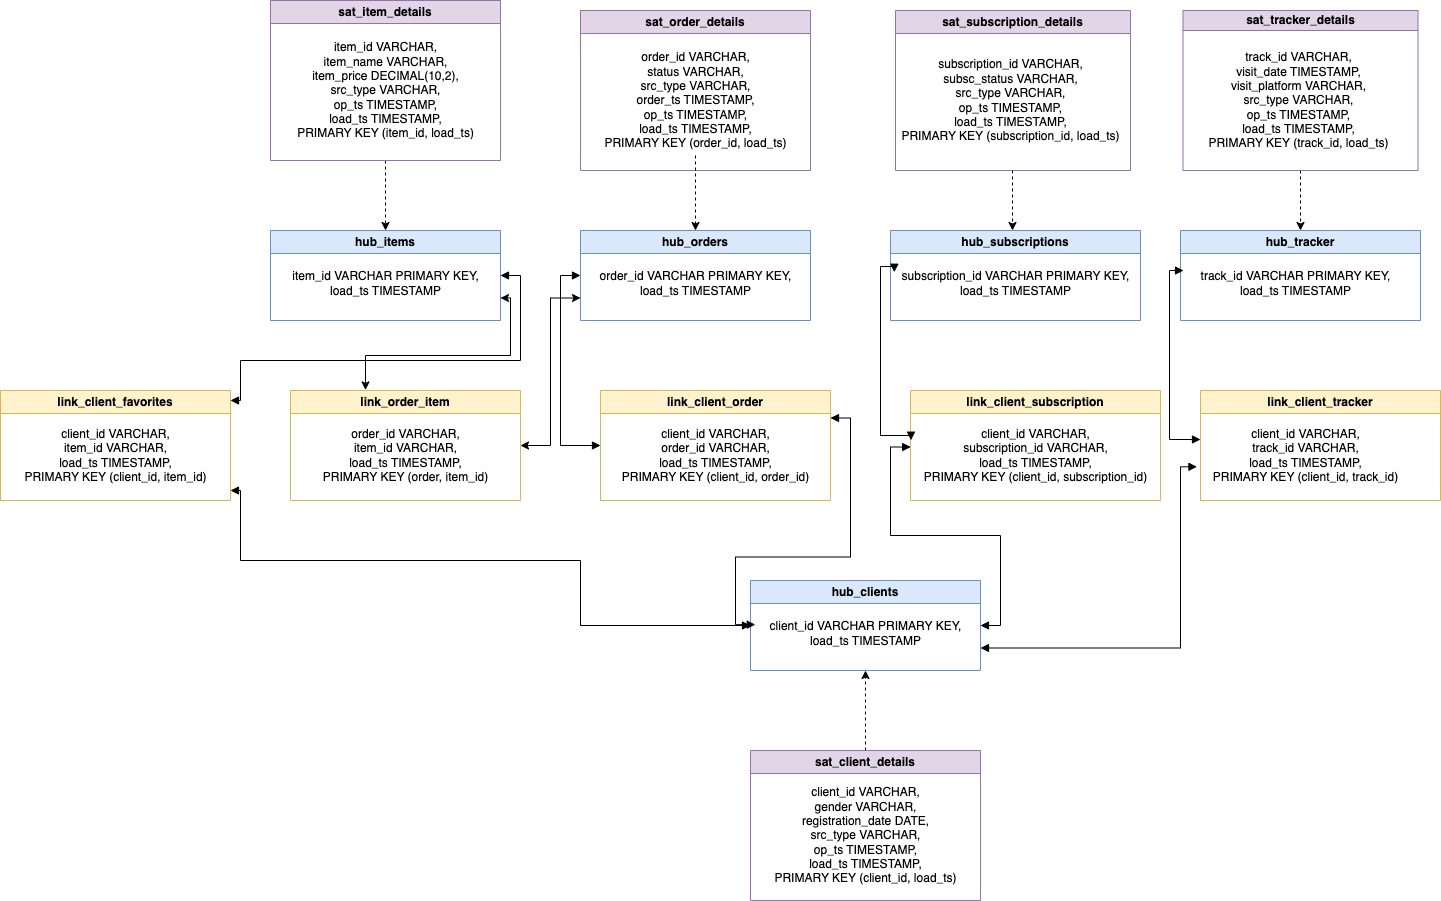 sat_item_details
item_id VARCHAR,
item_name VARCHAR,
item_price DECIMAL(10,2),
src_type VARCHAR,
op_ts TIMESTAMP,
load_ts TIMESTAMP,
PRIMARY KEY (item_id, load_ts)
sat_order_details
order_id VARCHAR,
status VARCHAR,
src_type VARCHAR,
order_ts TIMESTAMP,
op_ts TIMESTAMP,
load_ts TIMESTAMP,
PRIMARY KEY (order_id, load_ts)
sat_subscription_details
subscription_id VARCHAR,
subsc_status VARCHAR,
src_type VARCHAR,
op_ts TIMESTAMP,
load_ts TIMESTAMP,
PRIMARY KEY (subscription_id, load_ts)
sat_tracker_details
track_id VARCHAR,
visit_date TIMESTAMP,
visit_platform VARCHAR,
src_type VARCHAR,
op_ts TIMESTAMP,
load_ts TIMESTAMP,
PRIMARY KEY (track_id, load_ts)
hub_items
item_id VARCHAR PRIMARY KEY,
load_ts TIMESTAMP
hub_orders
order_id VARCHAR PRIMARY KEY,
load_ts TIMESTAMP
hub_subscriptions
subscription_id VARCHAR PRIMARY KEY,
load_ts TIMESTAMP
hub_tracker
track_id VARCHAR PRIMARY KEY,
load_ts TIMESTAMP
link_client_favorites
client_id VARCHAR,
item_id VARCHAR,
load_ts TIMESTAMP,
PRIMARY KEY (client_id, item_id)
link_order_item
order_id VARCHAR,
item_id VARCHAR,
load_ts TIMESTAMP,
PRIMARY KEY (order, item_id)
link_client_order
client_id VARCHAR,
order_id VARCHAR,
load_ts TIMESTAMP,
PRIMARY KEY (client_id, order_id)
link_client_subscription
client_id VARCHAR,
subscription_id VARCHAR,
load_ts TIMESTAMP,
PRIMARY KEY (client_id, subscription_id)
link_client_tracker
client_id VARCHAR,
track_id VARCHAR,
load_ts TIMESTAMP,
PRIMARY KEY (client_id, track_id)
hub_clients
client_id VARCHAR PRIMARY KEY,
load_ts TIMESTAMP
sat_client_details
client_id VARCHAR,
gender VARCHAR,
registration_date DATE,
src_type VARCHAR,
op_ts TIMESTAMP,
load_ts TIMESTAMP,
PRIMARY KEY (client_id, load_ts)